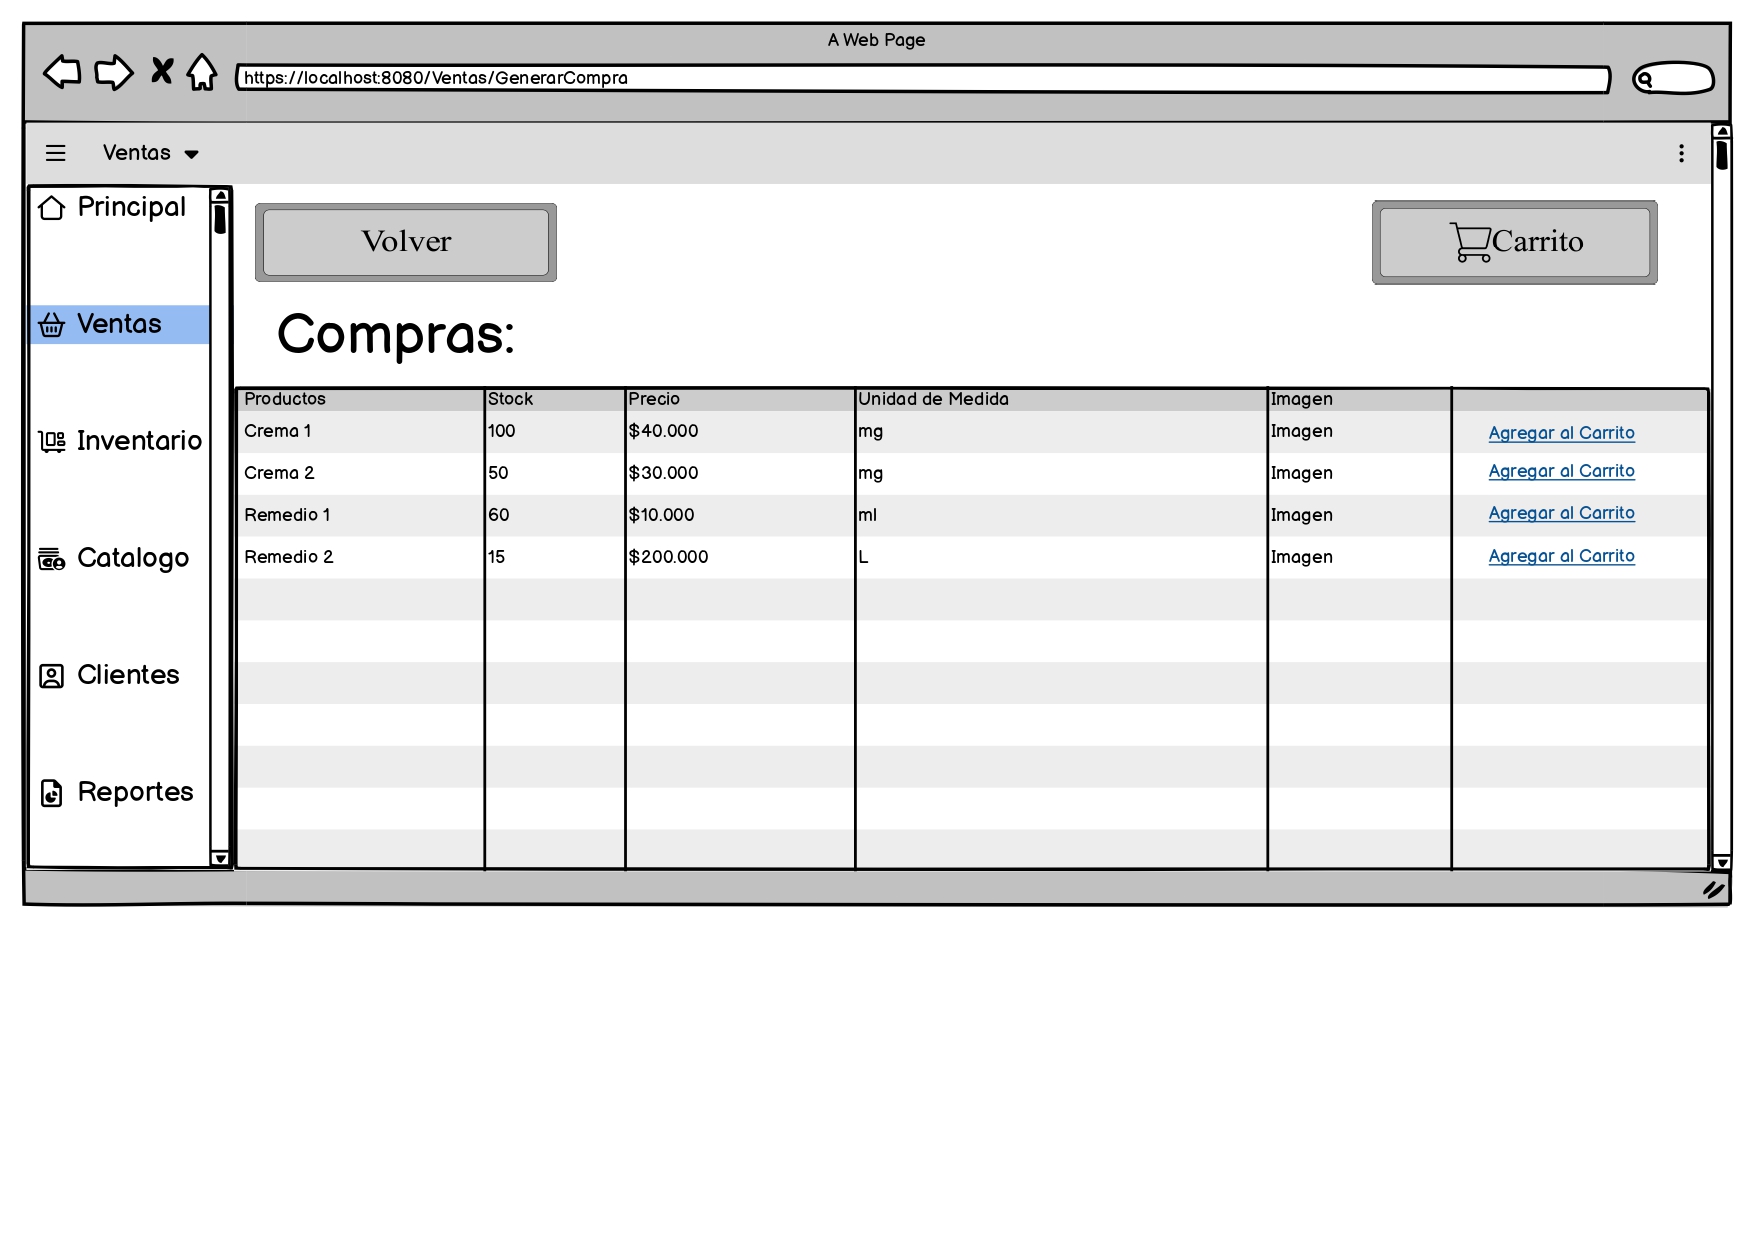 A Web Page
https://localhost:8080/Ventas/GenerarCompra
Ventas
Principal
Ventas
Inventario
Catalogo
Clientes
Reportes
Volver
Carrito
Compras:
Productos Stock Precio Unidad de Medida Imagen
Crema 1 100 $40.000 mg Imagen Agregar al Carrito
Crema 2 50 $30.000 mg Imagen Agregar al Carrito
Remedio 1 60 $10.000 ml Imagen Agregar al Carrito
Remedio 2 15 $200.000 L Imagen Agregar al Carrito